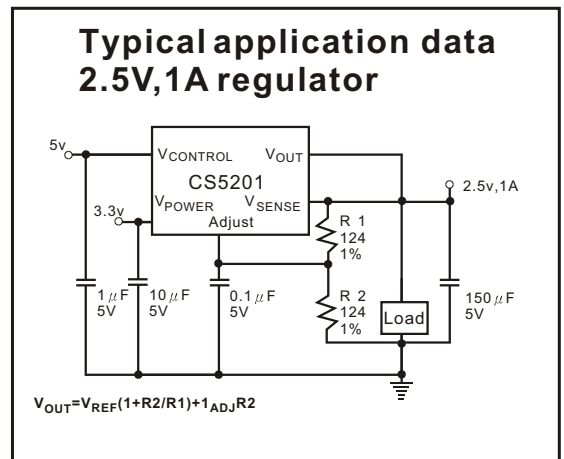 Typical application data
2.5V,1A regulator
5v
VCONTROL VOUT
CS5201
2.5v,1A
3.3v
VPOWER VSENSE
Adjust
R 1
124
1%
1μF
5V
10μF
5V
0.1μF
5V
R 2
124
1%
Load
150μF
5V
VOUT=VREF(1+R2/R1)+1ADJR2